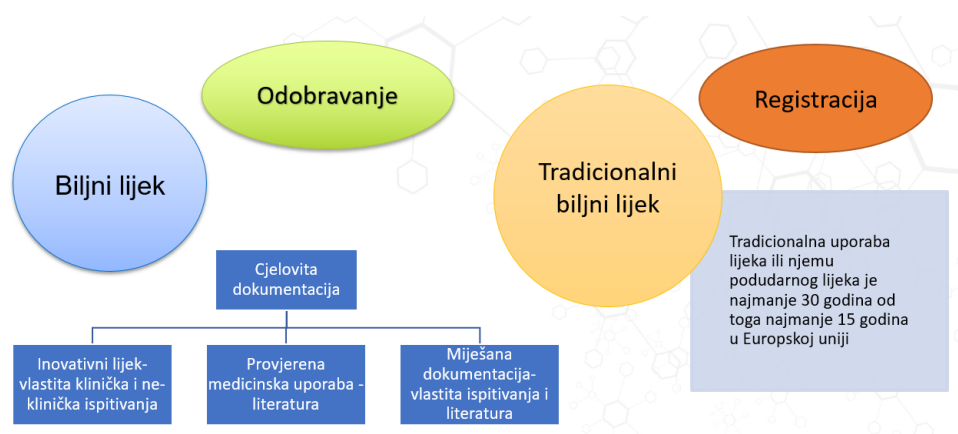 Odobravanje
Biljni lijek
Cjelovita
dokumentacija
Inovativni lijek-
vlastita klinička i ne-
klinička ispitivanja
Provjerena
medicinska uporaba -
literatura
Miješana
dokumentacija-
vlastita ispitivanja i
literatura
Registracija
Tradicionalni
biljni lijek
Tradicionalna uporaba
lijeka ili njemu
podudarnog lijeka je
najmanje 30 godina od
toga najmanje 15 godina
u Europskoj uniji